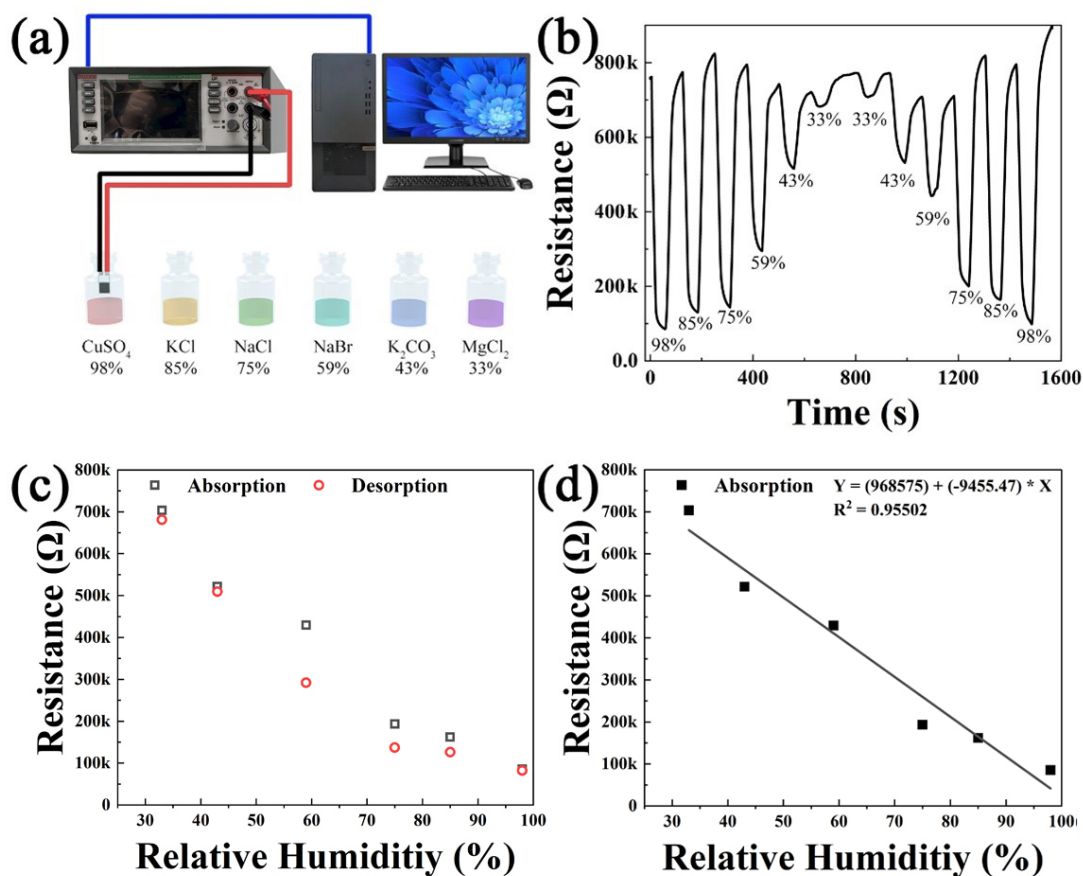 (a)
CuSO₄
98%
KCl
85%
NaCl
75%
NaBr
59%
K₂CO₃
43%
MgCl₂
33%
(b)
Resistance (Ω)
800k
600k
400k
200k
0.0
98%
85%
75%
59%
43%
33%
33%
43%
59%
75%
85%
98%
0
400
800
1200
1600
Time (s)
(c)
Resistance (Ω)
800k
700k
600k
500k
400k
300k
200k
100k
0
Absorption
Desorption
30
40
50
60
70
80
90
100
Relative Humiditiy (%)
(d)
Resistance (Ω)
800k
700k
600k
500k
400k
300k
200k
100k
0
Absorption
Y = (968575) + (-9455.47) * X
R² = 0.95502
30
40
50
60
70
80
90
100
Relative Humiditiy (%)